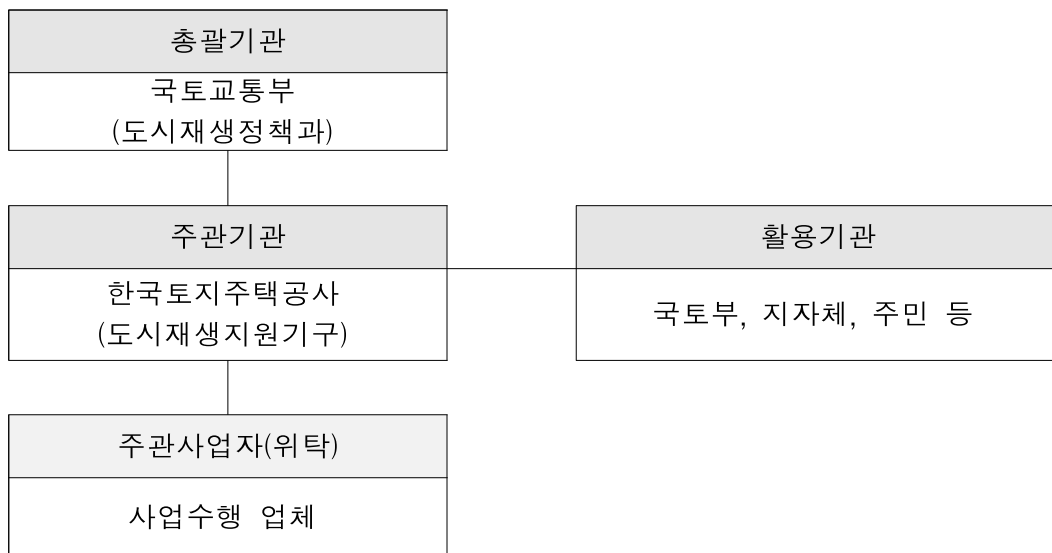 총괄기관
국토교통부
(도시재생정책과)
주관기관
한국토지주택공사
(도시재생지원기구)
활용기관
국토부, 지자체, 주민 등
주관사업자(위탁)
사업수행 업체